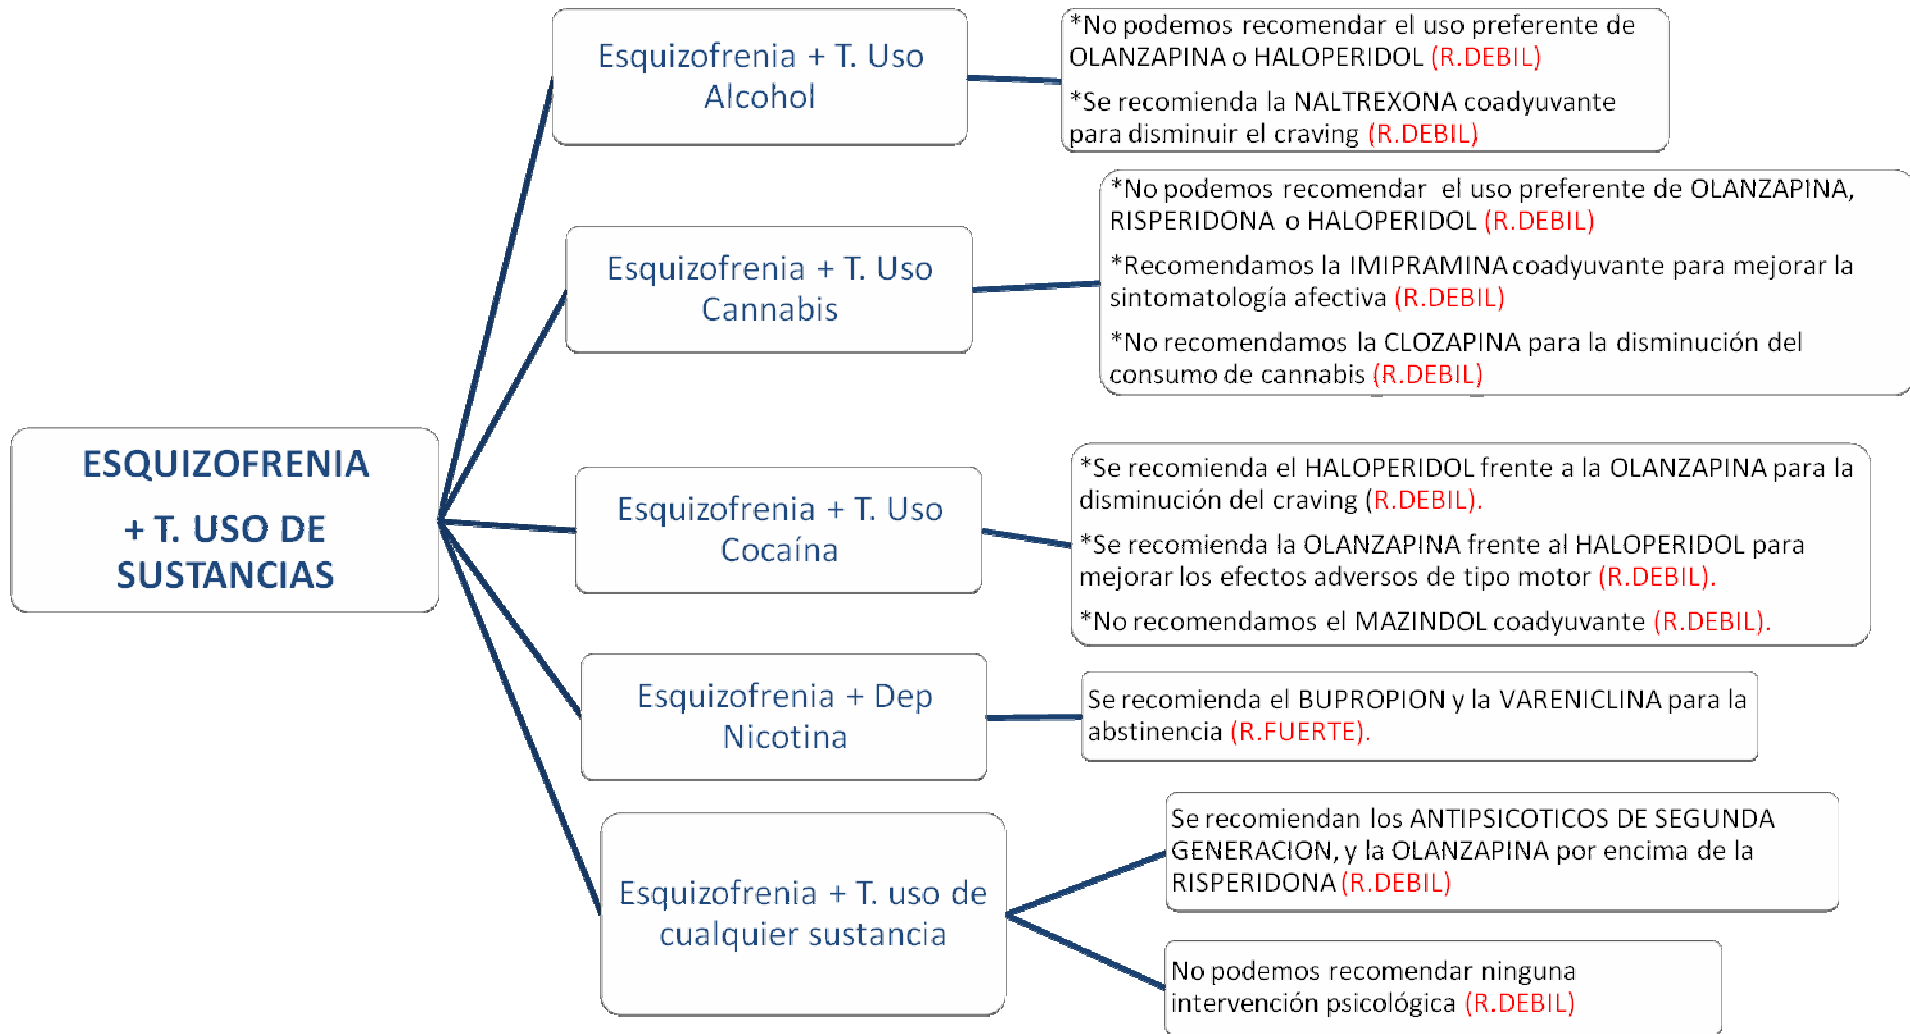 Esquizofrenia + T. Uso
Alcohol
*No podemos recomendar el uso preferente de
OLANZAPINA o HALOPERIDOL (R.DEBIL)
*Se recomienda la NALTREXONA coadyuvante
para disminuir el craving (R.DEBIL)
Esquizofrenia + T. Uso
Cannabis
*No podemos recomendar el uso preferente de OLANZAPINA,
RISPERIDONA o HALOPERIDOL (R.DEBIL)
*Recomendamos la IMIPRAMINA coadyuvante para mejorar la
sintomatología afectiva (R.DEBIL)
*No recomendamos la CLOZAPINA para la disminución del
consumo de cannabis (R.DEBIL)
ESQUIZOFRENIA
+ T. USO DE
SUSTANCIAS
Esquizofrenia + T. Uso
Cocaína
*Se recomienda el HALOPERIDOL frente a la OLANZAPINA para la
disminución del craving (R.DEBIL).
*Se recomienda la OLANZAPINA frente al HALOPERIDOL para
mejorar los efectos adversos de tipo motor (R.DEBIL).
*No recomendamos el MAZINDOL coadyuvante (R.DEBIL).
Esquizofrenia + Dep
Nicotina
Se recomienda el BUPROPION y la VARENICLINA para la
abstinencia (R.FUERTE).
Esquizofrenia + T. uso de
cualquier sustancia
Se recomiendan los ANTIPSICOTICOS DE SEGUNDA
GENERACION, y la OLANZAPINA por encima de la
RISPERIDONA (R.DEBIL)
No podemos recomendar ninguna
intervención psicológica (R.DEBIL)